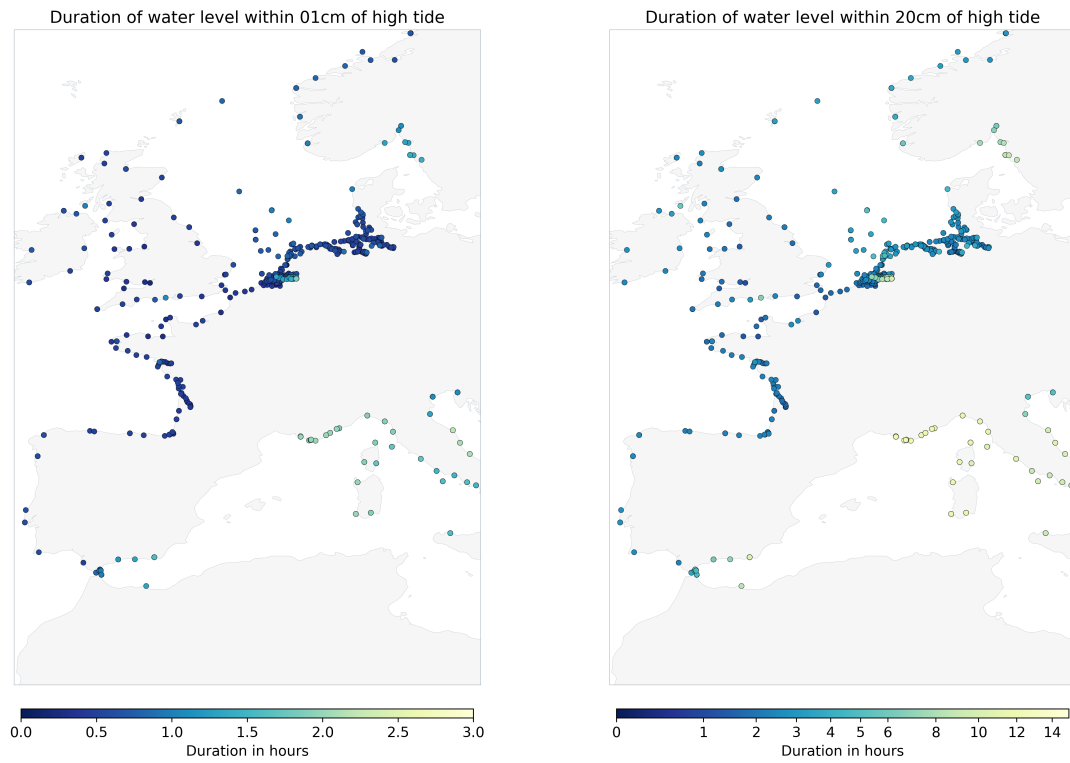 Duration of water level within 01cm of high tide
Duration of water level within 20cm of high tide
0.0 0.5 1.0 1.5 2.0 2.5 3.0
Duration in hours
0 1 2 3 4 5 6 8 10 12 14
Duration in hours